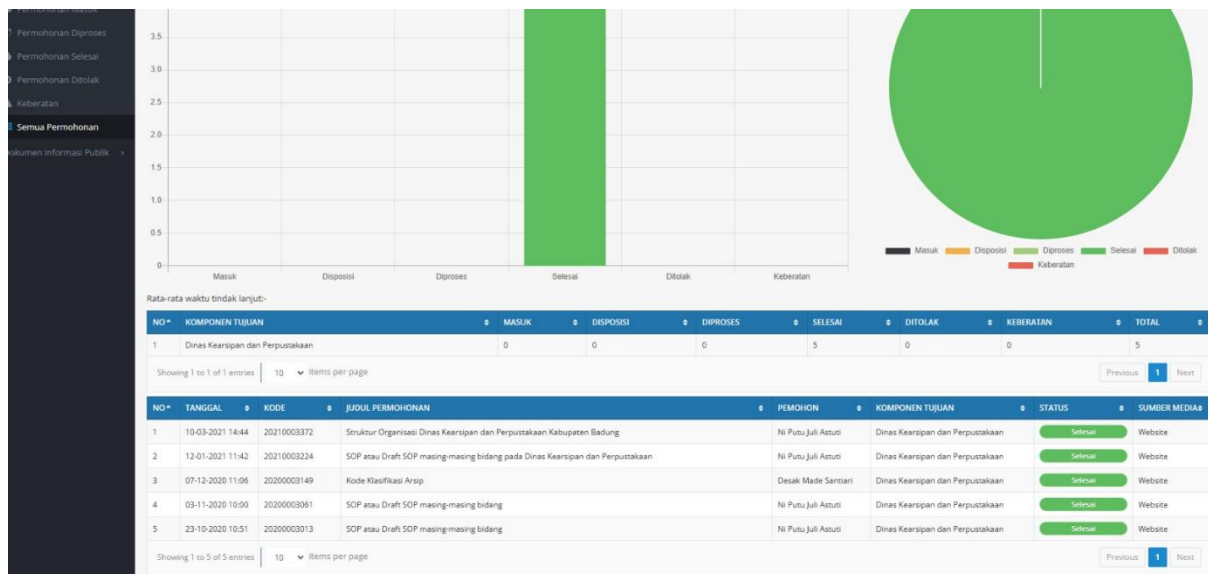 Permohonan Masuk
Permohonan Diproses
Permohonan Selesai
Permohonan Ditolak
Keberatan
Semua Permohonan
Dokumen Informasi Publik
3.5
3.0
2.5
2.0
1.5
1.0
0.5
0
Masuk Disposisi Diproses Selesai Ditolak Keberatan
Masuk Disposisi Diproses Selesai Ditolak
Keberatan
Rata-rata waktu tindak lanjut:-
NO KOMPONEN TUJUAN MASUK DISPOSISI DIPROSES SELESAI DITOLAK KEBERATAN TOTAL
1 Dinas Kearsipan dan Perpustakaan 0 0 0 5 0 0 5
Showing 1 to 1 of 1 entries 10 items per page Previous 1 Next
NO TANGGAL KODE JUDUL PERMOHONAN PEMOHON KOMPONEN TUJUAN STATUS SUMBER MEDIA
1 10-03-2021 14:44 20210003372 Struktur Organisasi Dinas Kearsipan dan Perpustakaan Kabupaten Badung Ni Putu Juli Astuti Dinas Kearsipan dan Perpustakaan Selesai Website
2 12-01-2021 11:42 20210003224 SOP atau Draft SOP masing-masing bidang pada Dinas Kearsipan dan Perpustakaan Ni Putu Juli Astuti Dinas Kearsipan dan Perpustakaan Selesai Website
3 07-12-2020 11:06 20200003149 Kode Klasifikasi Arsip Desak Made Santiari Dinas Kearsipan dan Perpustakaan Selesai Website
4 03-11-2020 10:00 20200003061 SOP atau Draft SOP masing-masing bidang Ni Putu Juli Astuti Dinas Kearsipan dan Perpustakaan Selesai Website
5 23-10-2020 10:51 20200003013 SOP atau Draft SOP masing-masing bidang Ni Putu Juli Astuti Dinas Kearsipan dan Perpustakaan Selesai Website
Showing 1 to 5 of 5 entries 10 items per page Previous 1 Next